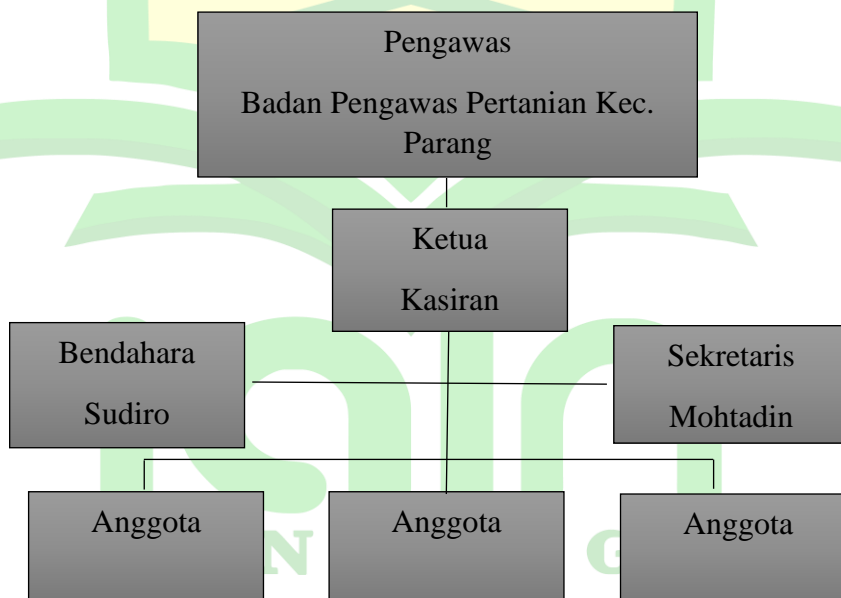 Pengawas
Badan Pengawas Pertanian Kec.
Parang
Ketua
Kasiran
Bendahara
Sudiro
Sekretaris
Mohtadin
Anggota
Anggota
Anggota